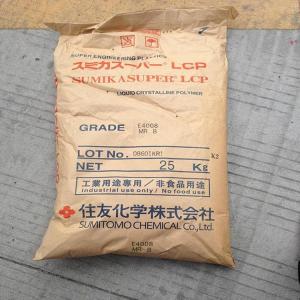 SUPER ENGINEERING PLASTICS
スミカスーパー LCP
SUMIKASUPER LCP
LIQUID CRYSTALLINE POLYMER
GRADE E4008
MR B
LOT No.
NET 25 Kg
工業用途専用/非食品用途
Industrial use only/No food use
住友化学株式会社
SUMITOMO CHEMICAL Co.,Ltd.
E4008
MR B